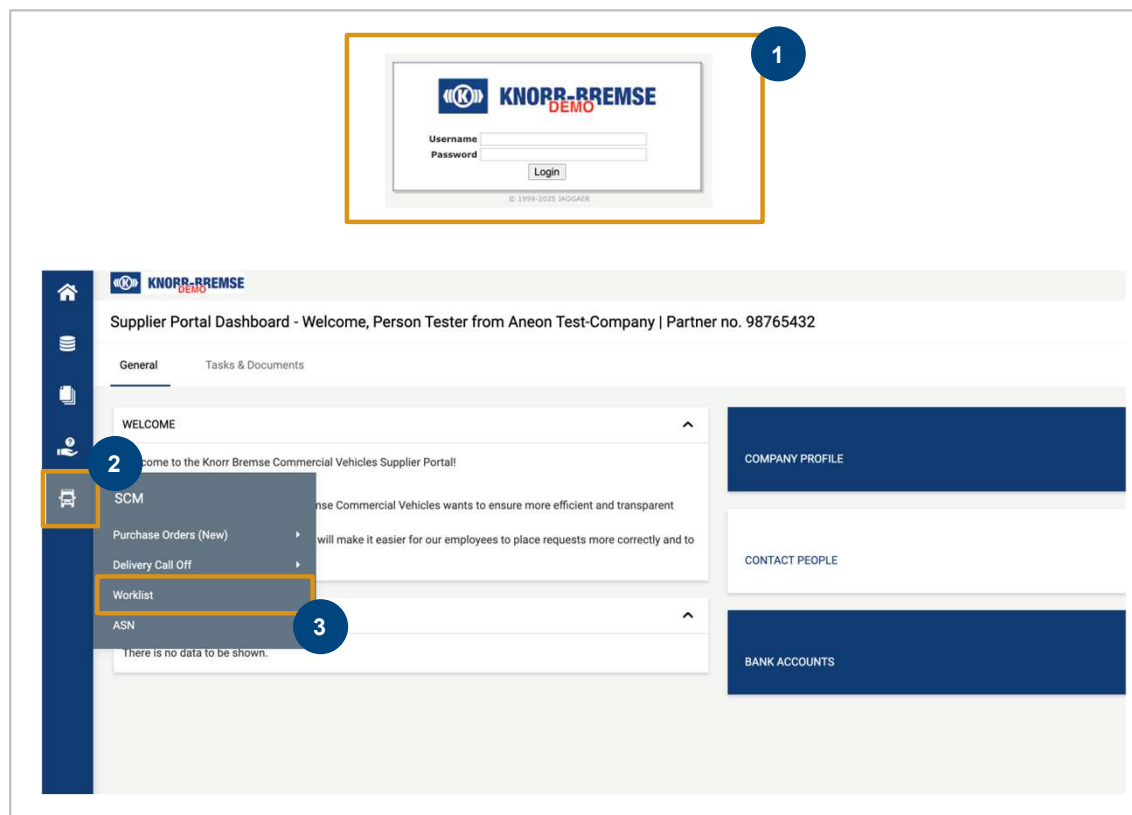 1
KNORR-BREMSE
DEMO
Username
Password
Login
© 1999-2025 JAGGAER
KNORR-BREMSE
DEMO
Supplier Portal Dashboard - Welcome, Person Tester from Aneon Test-Company | Partner no. 98765432
General Tasks & Documents
WELCOME
COMPANY PROFILE
2
come to the Knorr Bremse Commercial Vehicles Supplier Portal!
SCM
mse Commercial Vehicles wants to ensure more efficient and transparent
Purchase Orders (New)
will make it easier for our employees to place requests more correctly and to
CONTACT PEOPLE
Delivery Call Off
Worklist
ASN
3
There is no data to be shown.
BANK ACCOUNTS